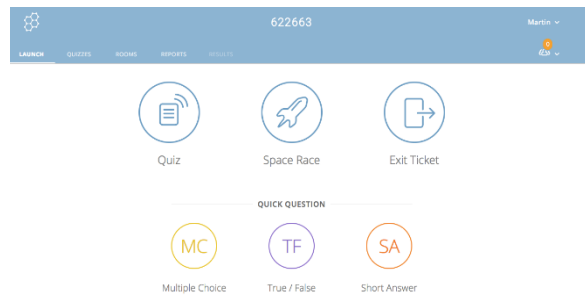 622663
Martin
LAUNCH QUIZZES ROOMS REPORTS RESULTS
0
Quiz Space Race Exit Ticket
QUICK QUESTION
MC TF SA
Multiple Choice True / False Short Answer